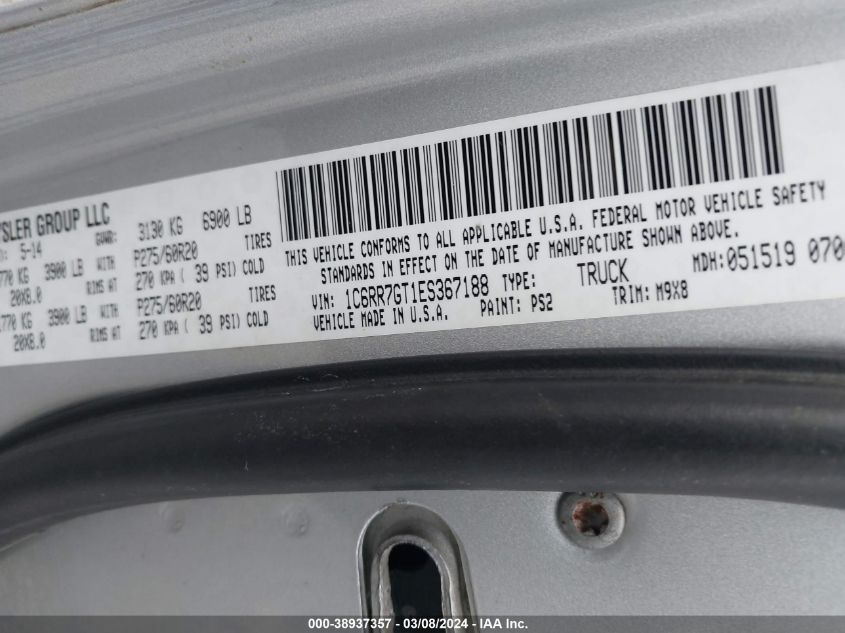 SLER GROUP LLC
5-14 GVWR: 3130 KG 6900 LB
770 KG 3900 LB WITH P275/60R20 TIRES
20X8.0 RIMS AT 270 KPA ( 39 PSI) COLD
1770 KG 3900 LB WITH P275/60R20 TIRES
20X8.0 RIMS AT 270 KPA ( 39 PSI) COLD
THIS VEHICLE CONFORMS TO ALL APPLICABLE U.S.A. FEDERAL MOTOR VEHICLE SAFETY
STANDARDS IN EFFECT ON THE DATE OF MANUFACTURE SHOWN ABOVE.
VIN: 1C6RR7GT1ES367188 TYPE: TRUCK MDH:051519 070
VEHICLE MADE IN U.S.A. PAINT: PS2 TRIM: M9X8
000-38937357 - 03/08/2024 - IAA Inc.